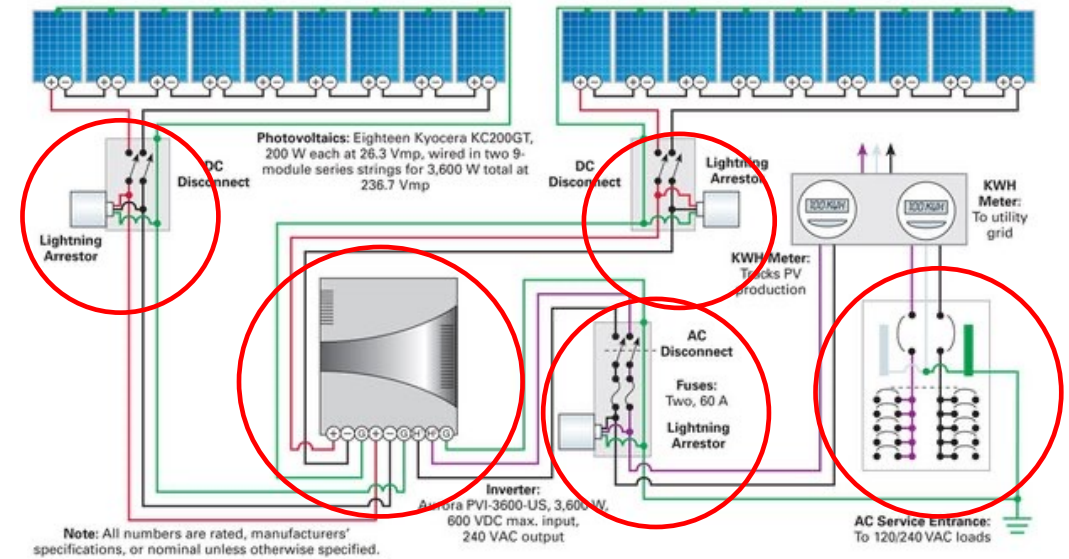 Photovoltaics: Eighteen Kyocera KC200GT,
200 W each at 26.3 Vmp, wired in two 9-
module series strings for 3,600 W total at
236.7 Vmp
DC
Disconnect
Lightning
Arrestor
DC
Disconnect
Lightning
Arrestor
100 KWH
100 KWH
KWH
Meter:
To utility
grid
KWH Meter:
Tracks PV
production
AC
Disconnect
Fuses:
Two, 60 A
Lightning
Arrestor
+ − G + − G H H G
Inverter:
Aurora PVI-3600-US, 3,600 W,
600 VDC max. input,
240 VAC output
AC Service Entrance:
To 120/240 VAC loads
Note: All numbers are rated, manufacturers’
specifications, or nominal unless otherwise specified.